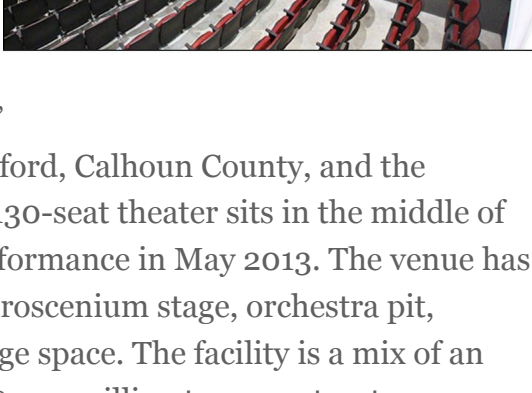 ,
ford, Calhoun County, and the
130-seat theater sits in the middle of
formance in May 2013. The venue has
roscenium stage, orchestra pit,
ge space. The facility is a mix of an